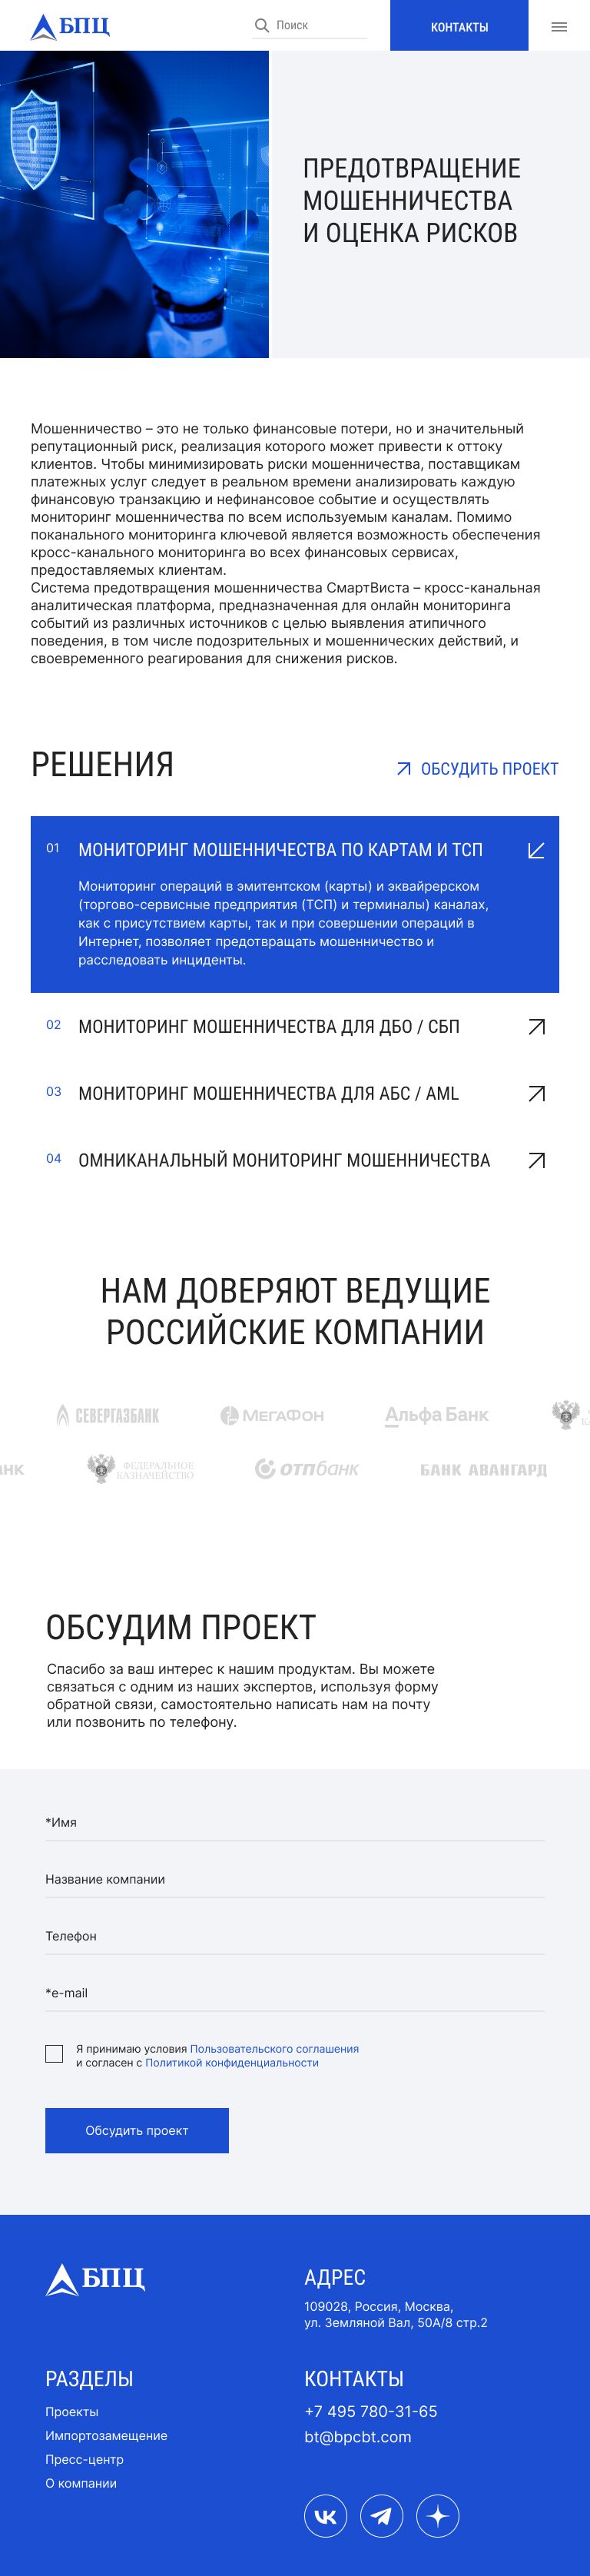 БПЦ
Поиск
КОНТАКТЫ
ПРЕДОТВРАЩЕНИЕ
МОШЕННИЧЕСТВА
И ОЦЕНКА РИСКОВ
Мошенничество – это не только финансовые потери, но и значительный
репутационный риск, реализация которого может привести к оттоку
клиентов. Чтобы минимизировать риски мошенничества, поставщикам
платежных услуг следует в реальном времени анализировать каждую
финансовую транзакцию и нефинансовое событие и осуществлять
мониторинг мошенничества по всем используемым каналам. Помимо
поканального мониторинга ключевой является возможность обеспечения
кросс-канального мониторинга во всех финансовых сервисах,
предоставляемых клиентам.
Система предотвращения мошенничества СмартВиста – кросс-канальная
аналитическая платформа, предназначенная для онлайн мониторинга
событий из различных источников с целью выявления атипичного
поведения, в том числе подозрительных и мошеннических действий, и
своевременного реагирования для снижения рисков.
РЕШЕНИЯ
ОБСУДИТЬ ПРОЕКТ
01 МОНИТОРИНГ МОШЕННИЧЕСТВА ПО КАРТАМ И ТСП
Мониторинг операций в эмитентском (карты) и эквайрерском
(торгово-сервисные предприятия (ТСП) и терминалы) каналах,
как с присутствием карты, так и при совершении операций в
Интернет, позволяет предотвращать мошенничество и
расследовать инциденты.
02 МОНИТОРИНГ МОШЕННИЧЕСТВА ДЛЯ ДБО / СБП
03 МОНИТОРИНГ МОШЕННИЧЕСТВА ДЛЯ АБС / AML
04 ОМНИКАНАЛЬНЫЙ МОНИТОРИНГ МОШЕННИЧЕСТВА
НАМ ДОВЕРЯЮТ ВЕДУЩИЕ
РОССИЙСКИЕ КОМПАНИИ
СЕВЕРГАЗБАНК МЕГАФОН Альфа Банк
ФЕДЕРАЛЬНОЕ
КАЗНАЧЕЙСТВО
отпбанк
БАНК АВАНГАРД
ОБСУДИМ ПРОЕКТ
Спасибо за ваш интерес к нашим продуктам. Вы можете
связаться с одним из наших экспертов, используя форму
обратной связи, самостоятельно написать нам на почту
или позвонить по телефону.
*Имя
Название компании
Телефон
*e-mail
Я принимаю условия Пользовательского соглашения
и согласен с Политикой конфиденциальности
Обсудить проект
БПЦ
АДРЕС
109028, Россия, Москва,
ул. Земляной Вал, 50А/8 стр.2
РАЗДЕЛЫ
Проекты
Импортозамещение
Пресс-центр
О компании
КОНТАКТЫ
+7 495 780-31-65
bt@bpcbt.com